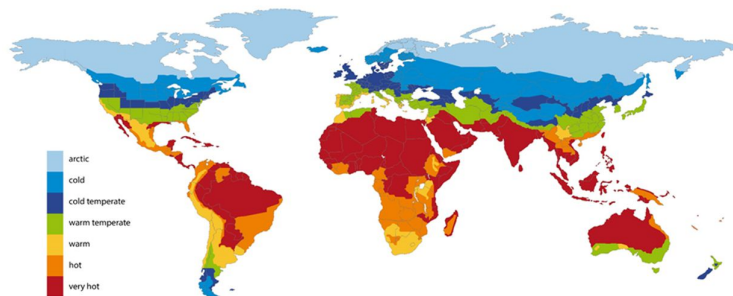 arctic
cold
cold temperate
warm temperate
warm
hot
very hot